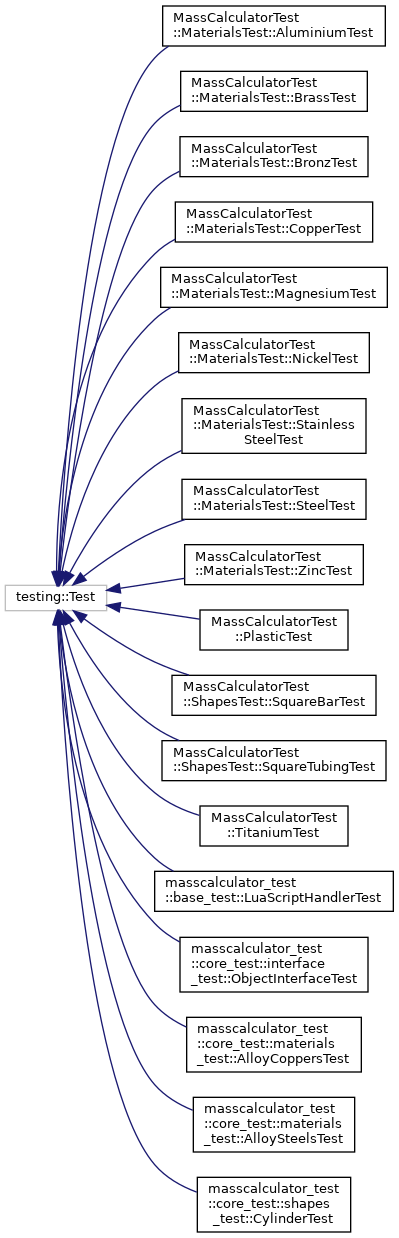 MassCalculatorTest
::MaterialsTest::AluminiumTest
MassCalculatorTest
::MaterialsTest::BrassTest
MassCalculatorTest
::MaterialsTest::BronzTest
MassCalculatorTest
::MaterialsTest::CopperTest
MassCalculatorTest
::MaterialsTest::MagnesiumTest
MassCalculatorTest
::MaterialsTest::NickelTest
MassCalculatorTest
::MaterialsTest::Stainless
SteelTest
MassCalculatorTest
::MaterialsTest::SteelTest
MassCalculatorTest
::MaterialsTest::ZincTest
testing::Test
MassCalculatorTest
::PlasticTest
MassCalculatorTest
::ShapesTest::SquareBarTest
MassCalculatorTest
::ShapesTest::SquareTubingTest
MassCalculatorTest
::TitaniumTest
masscalculator_test
::base_test::LuaScriptHandlerTest
masscalculator_test
::core_test::interface
_test::ObjectInterfaceTest
masscalculator_test
::core_test::materials
_test::AlloyCoppersTest
masscalculator_test
::core_test::materials
_test::AlloySteelsTest
masscalculator_test
::core_test::shapes
_test::CylinderTest